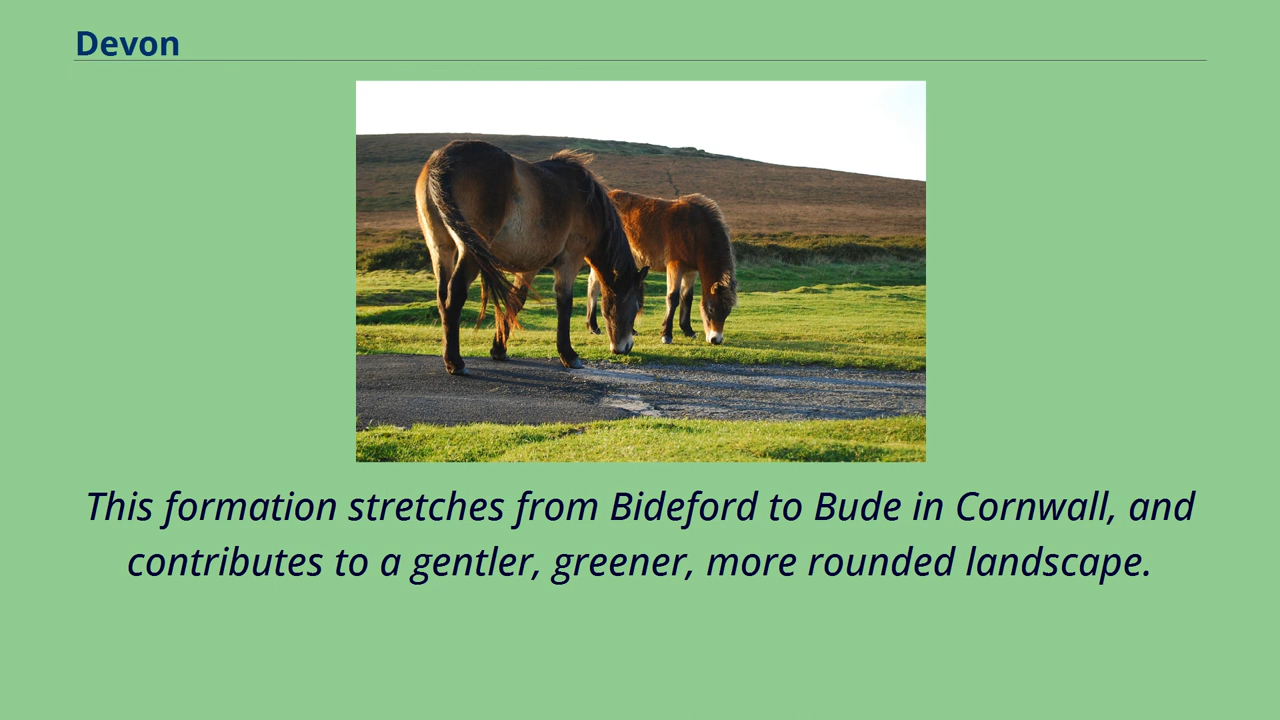 Devon
This formation stretches from Bideford to Bude in Cornwall, and
contributes to a gentler, greener, more rounded landscape.